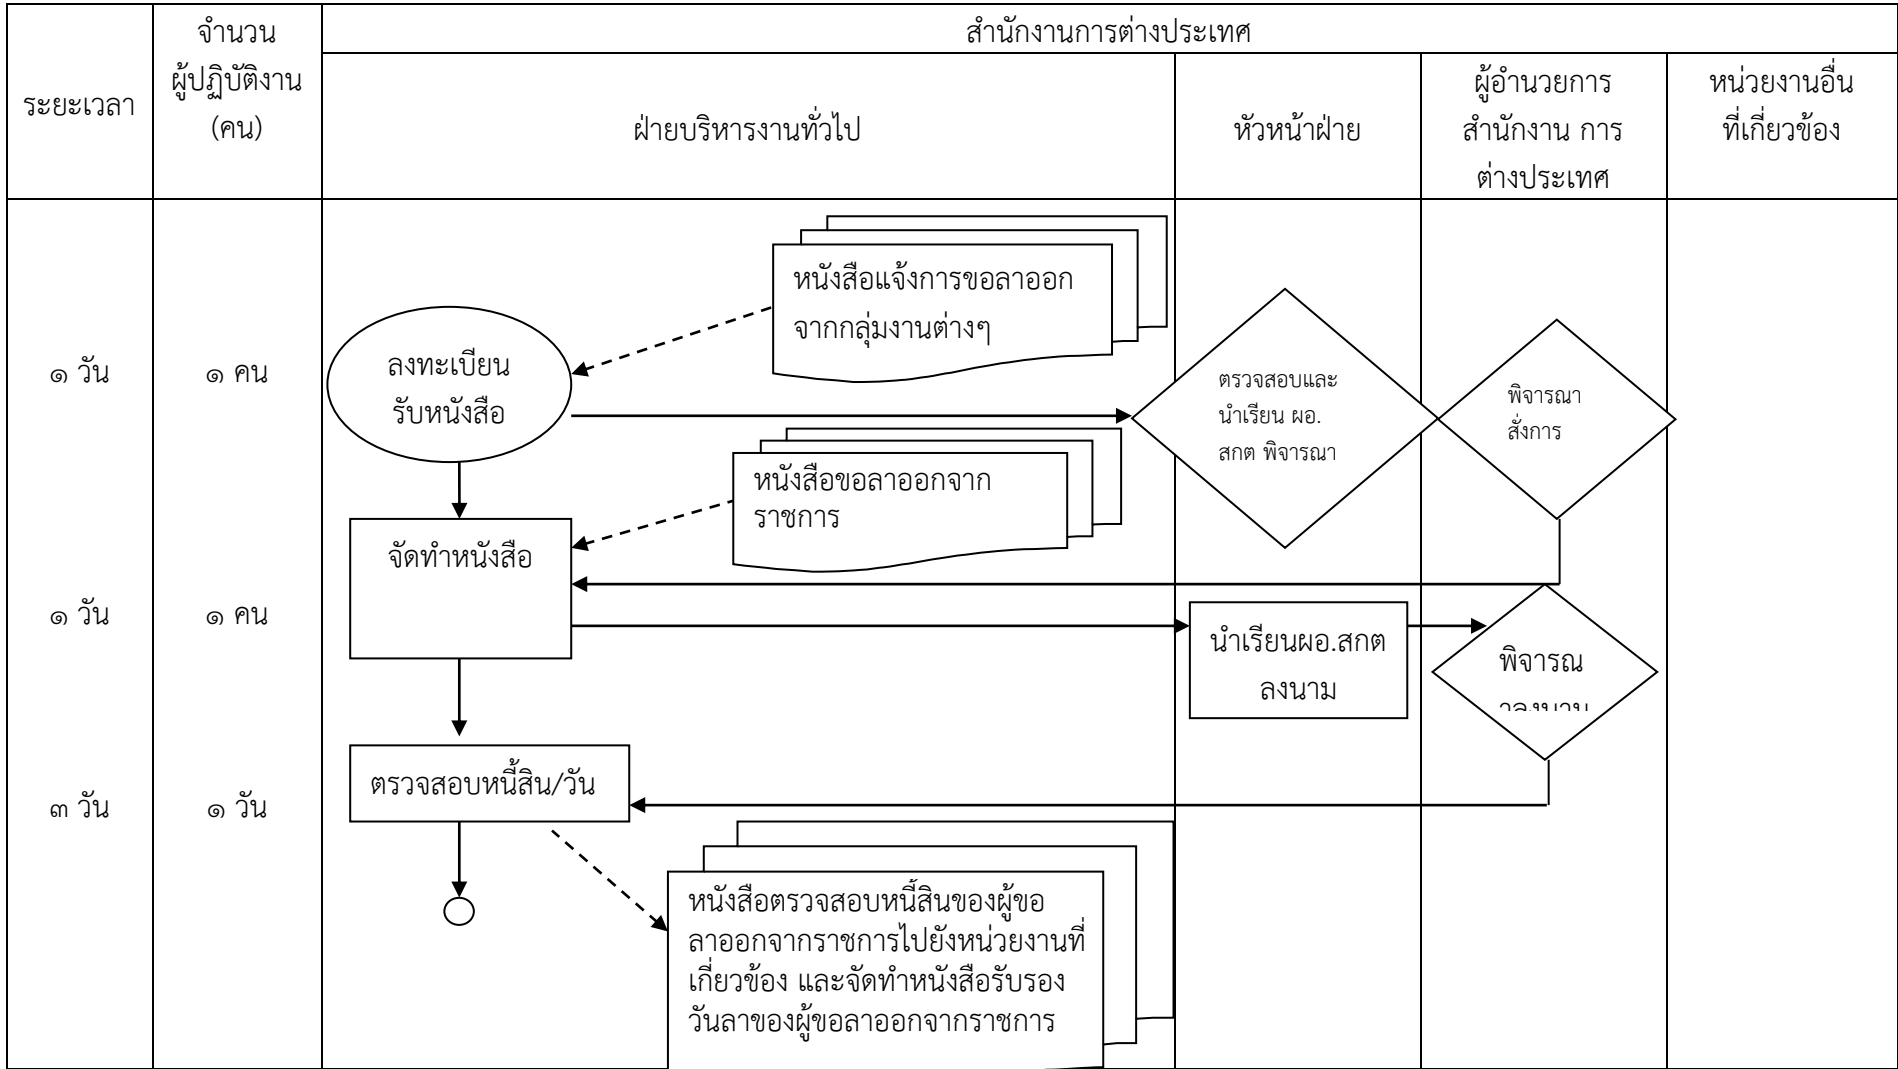 ระยะเวลา
จำนวน
ผู้ปฏิบัติงาน
(คน)
สำนักงานการต่างประเทศ
ฝ่ายบริหารงานทั่วไป
หัวหน้าฝ่าย
ผู้อำนวยการ
สำนักงาน การ
ต่างประเทศ
หน่วยงานอื่น
ที่เกี่ยวข้อง
๑ วัน
๑ คน
ลงทะเบียน
รับหนังสือ
หนังสือแจ้งการขอลาออก
จากกลุ่มงานต่างๆ
ตรวจสอบและ
นำเรียน ผอ.
สกต พิจารณา
พิจารณา
สั่งการ
หนังสือขอลาออกจาก
ราชการ
๑ วัน
๑ คน
จัดทำหนังสือ
นำเรียนผอ.สกต
ลงนาม
พิจารณ
าลงนาม
๓ วัน
๑ วัน
ตรวจสอบหนี้สิน/วัน
หนังสือตรวจสอบหนี้สินของผู้ขอ
ลาออกจากราชการไปยังหน่วยงานที่
เกี่ยวข้อง และจัดทำหนังสือรับรอง
วันลาของผู้ขอลาออกจากราชการ